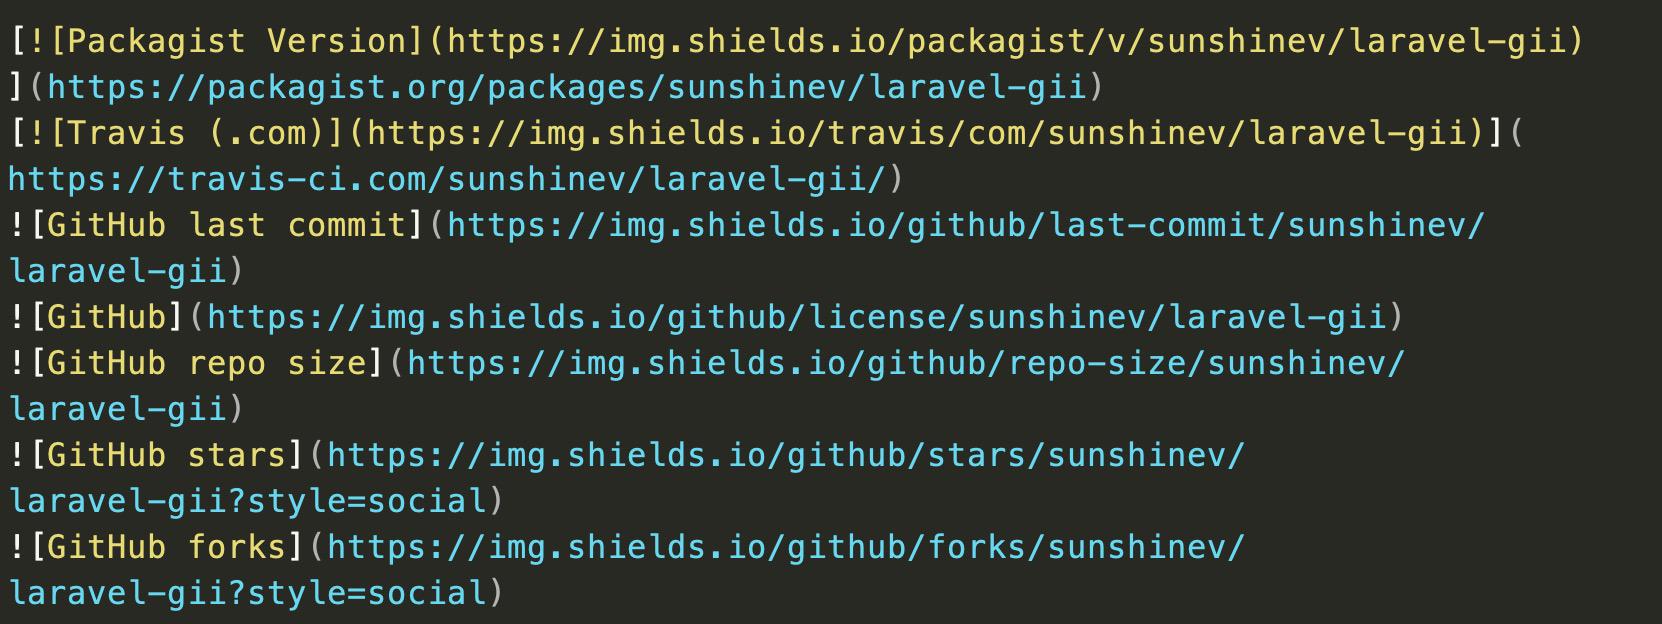 [![Packagist Version](https://img.shields.io/packagist/v/sunshinev/laravel-gii)
](https://packagist.org/packages/sunshinev/laravel-gii)
[![Travis (.com)](https://img.shields.io/travis/com/sunshinev/laravel-gii)](
https://travis-ci.com/sunshinev/laravel-gii/)
![GitHub last commit](https://img.shields.io/github/last-commit/sunshinev/
laravel-gii)
![GitHub](https://img.shields.io/github/license/sunshinev/laravel-gii)
![GitHub repo size](https://img.shields.io/github/repo-size/sunshinev/
laravel-gii)
![GitHub stars](https://img.shields.io/github/stars/sunshinev/
laravel-gii?style=social)
![GitHub forks](https://img.shields.io/github/forks/sunshinev/
laravel-gii?style=social)